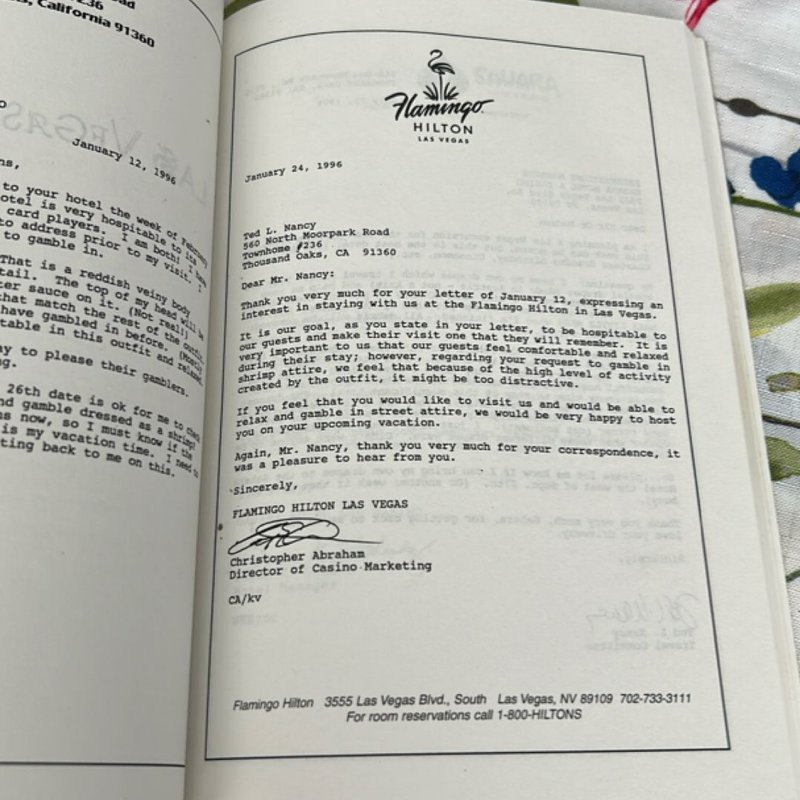 oad
236
s, California 91360
January 12, 1996
ns,
to your hotel the week of February
otel is very hospitable to its
card players. I am both! I
to address prior to my visit. I
to gamble in.
That is a reddish veiny body
tail. The top of my head will be
ter sauce on it. (Not real)
that match the rest of the outfit.
have gambled in before.
table in this outfit and relaxed.
ay to please their gamblers.
ng.
26th date is ok for me to check
nd gamble dressed as a shrimp!
ns now, so I must know if the
is my vacation time. I need to
ting back to me on this.
Flamingo
HILTON
LAS VEGAS
January 24, 1996
Ted L. Nancy
560 North Moorpark Road
Townhome #236
Thousand Oaks, CA 91360
Dear Mr. Nancy:
Thank you very much for your letter of January 12, expressing an
interest in staying with us at the Flamingo Hilton in Las Vegas.
It is our goal, as you state in your letter, to be hospitable to
our guests and make their visit one that they will remember. It is
very important to us that our guests feel comfortable and relaxed
during their stay; however, regarding your request to gamble in
shrimp attire, we feel that because of the high level of activity
created by the outfit, it might be too distractive.
If you feel that you would like to visit us and would be able to
relax and gamble in street attire, we would be very happy to host
you on your upcoming vacation.
Again, Mr. Nancy, thank you very much for your correspondence, it
was a pleasure to hear from you.
Sincerely,
FLAMINGO HILTON LAS VEGAS
Christopher Abraham
Director of Casino Marketing
CA/kv
Flamingo Hilton 3555 Las Vegas Blvd., South Las Vegas, NV 89109 702-733-3111
For room reservations call 1-800-HILTONS